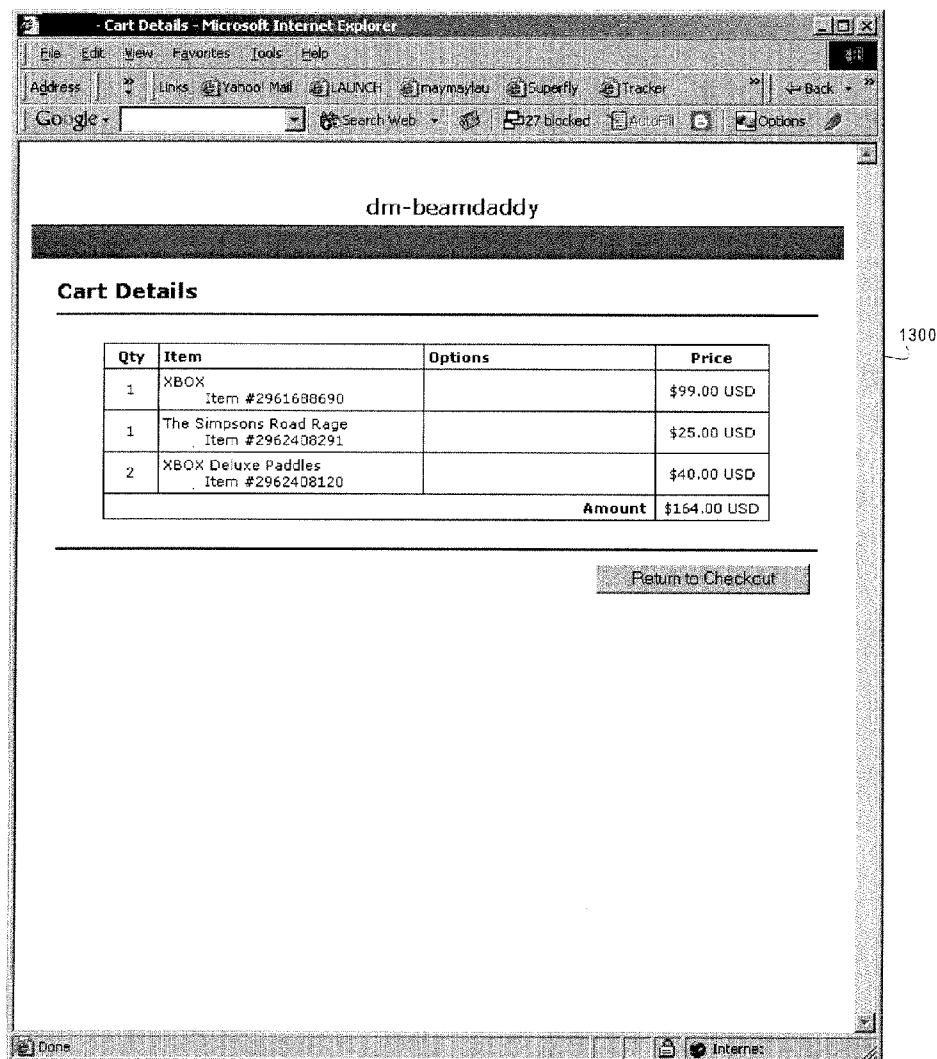 - Cart Details - Microsoft Internet Explorer
File Edit View Favorites Tools Help
Address » Links Yahoo! Mail LAUNCH maymaylau Superfly Tracker » Back »
Google Search Web 27 blocked AutoFill Options
dm-beamdaddy
Cart Details
1300
Qty Item Options Price
1 XBOX $99.00 USD
Item #2961688690
1 The Simpsons Road Rage $25.00 USD
Item #2962408291
2 XBOX Deluxe Paddles $40.00 USD
Item #2962408120
Amount $164.00 USD
Return to Checkout
Done Internet